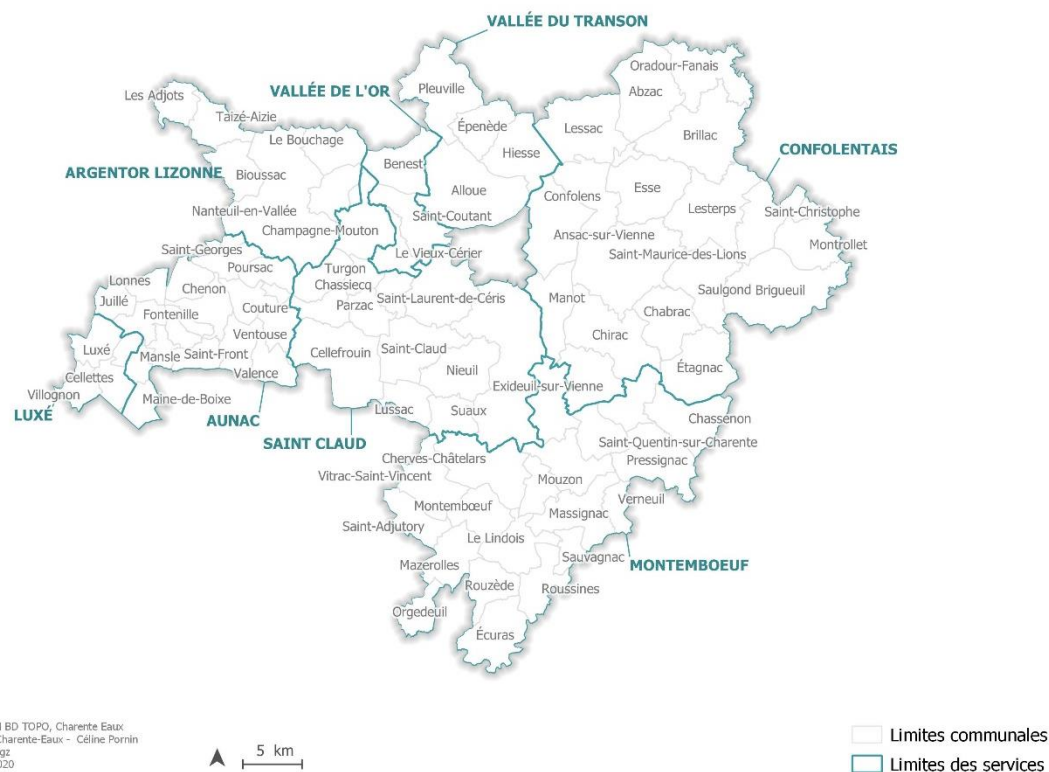 VALLÉE DU TRANSON
Oradour-Fanais
Pleuville
Abzac
VALLÉE DE L'OR
Les Adjots
Taizé-Aizie
Épenède
Lessac
Brillac
Le Bouchage
Hiesse
CONFOLENTAIS
Benest
ARGENTOR LIZONNE
Bioussac
Alloue
Confolens
Esse
Lesterps
Saint-Christophe
Nanteuil-en-Vallée
Saint-Coutant
Champagne-Mouton
Ansac-sur-Vienne
Montrollet
Saint-Georges
Le Vieux-Cérier
Saint-Maurice-des-Lions
Poursac
Turgon
Lonnes
Chassiecq
Chenon
Saint-Laurent-de-Céris
Manot
Saulgond
Brigueuil
Juillé
Parzac
Couture
Chabrac
Fontenille
Ventouse
Chirac
Luxé
Mansle
Saint-Front
Cellefrouin
Saint-Claud
Cellettes
Valence
Nieuil
Étagnac
Villognon
Maine-de-Boixe
Exideuil-sur-Vienne
LUXÉ
AUNAC
Lussac
Suaux
Chassenon
SAINT CLAUD
Saint-Quentin-sur-Charente
Cherves-Châtelars
Pressignac
Vitrac-Saint-Vincent
Mouzon
Verneuil
Montembœuf
Massignac
Saint-Adjutory
Le Lindois
Sauvagnac
MONTEMBOEUF
Mazerolles
Rouzède
Roussines
Orgedeuil
Écuras
BD TOPO, Charente Eaux
Charente-Eaux - Céline Pornin
gz
020
5 km
Limites communales
Limites des services